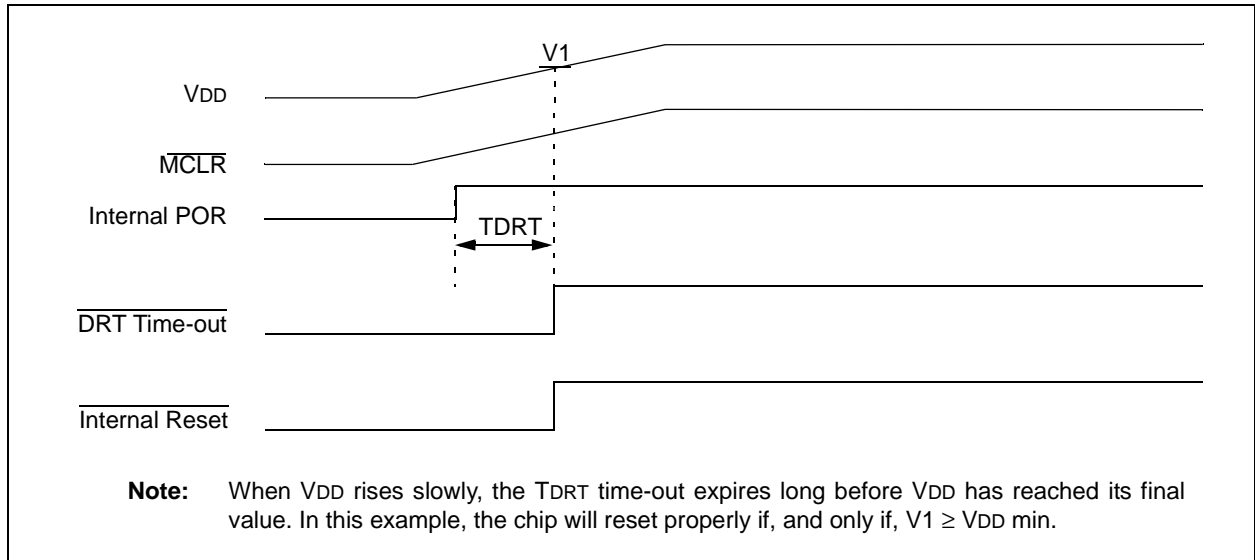 V1
VDD
MCLR
Internal POR
TDRT
DRT Time-out
Internal Reset
Note: When VDD rises slowly, the TDRT time-out expires long before VDD has reached its final
value. In this example, the chip will reset properly if, and only if, V1 ≥ VDD min.